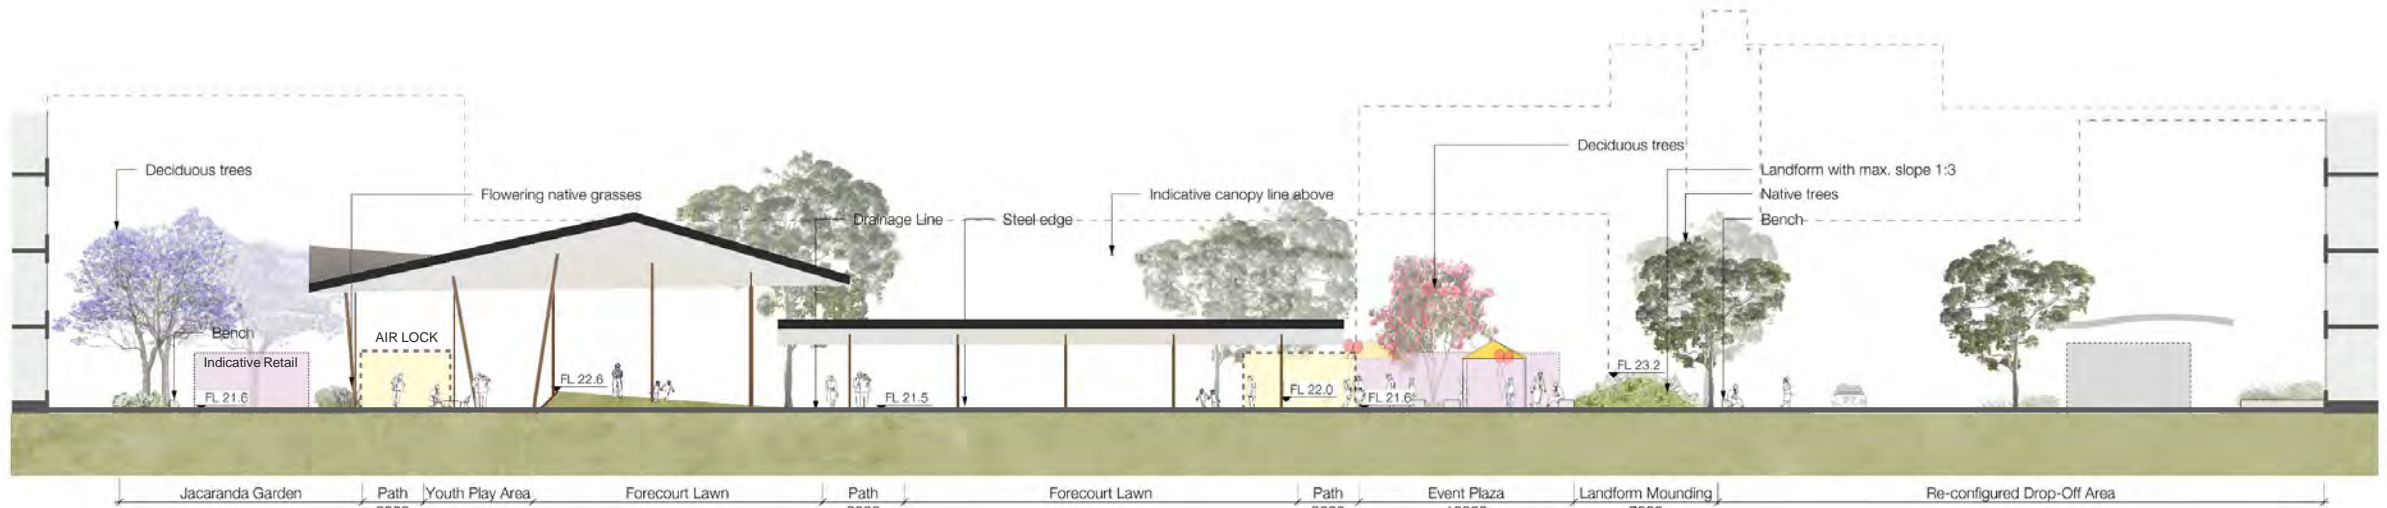 Deciduous trees
Deciduous trees
Landform with max. slope 1:3
Flowering native grasses
Indicative canopy line above
Native trees
Drainage Line
Steel edge
Bench
Bench
AIR LOCK
Indicative Retail
FL 23.2
FL 22.6
FL 22.0
FL 21.6
FL 21.5
FL 21.6
Jacaranda Garden
Path
Youth Play Area
Forecourt Lawn
Path
Forecourt Lawn
Path
Event Plaza
Landform Mounding
Re-configured Drop-Off Area